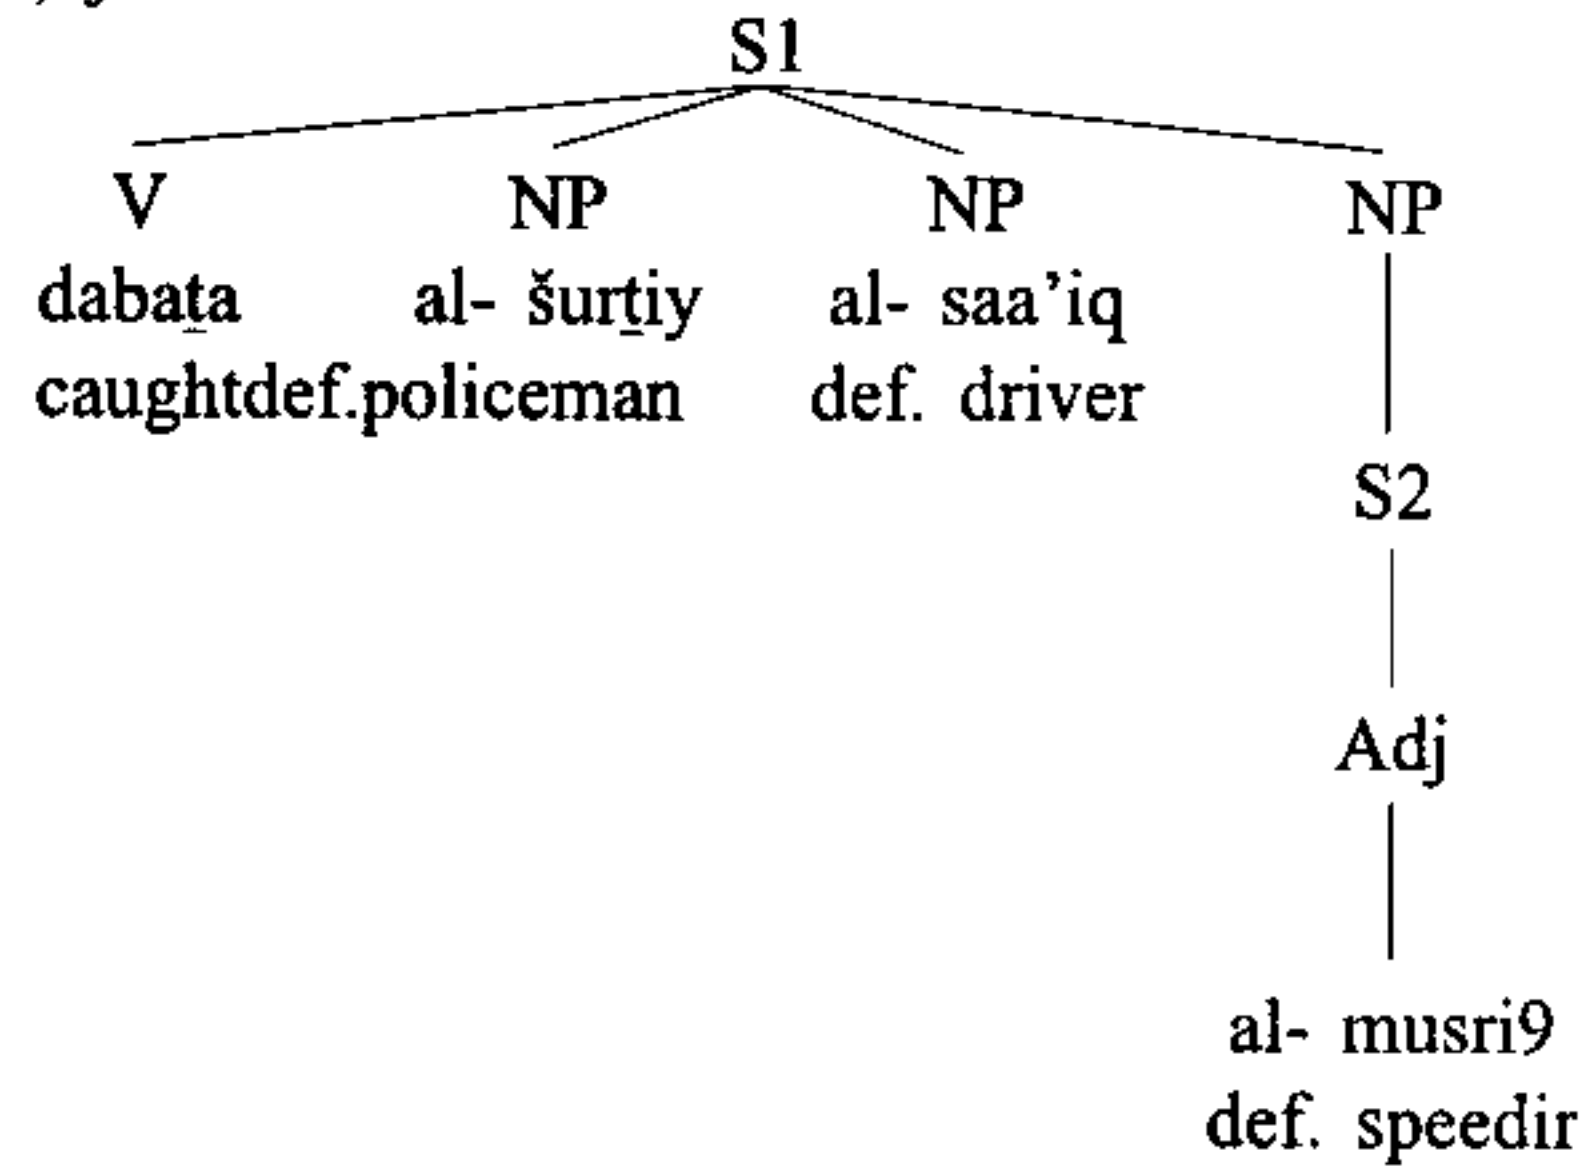 S1
V NP NP NP
dabaṯa al- šurṯiy al- saa’iq
caughtdef.policeman def. driver
S2
Adj
al- musri9
def. speedir